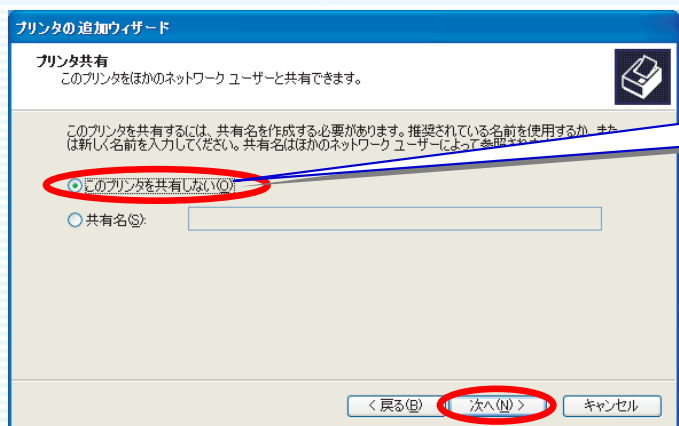 プリンタの追加ウィザード
プリンタ共有
このプリンタをほかのネットワーク ユーザーと共有できます。
このプリンタを共有するには、共有名を作成する必要があります。推奨されている名前を使用するか、また
は新しく名前を入力してください。共有名はほかのネットワーク ユーザーによって参照されます
このプリンタを共有しない(O)
共有名(S):
< 戻る(B)
次へ(N) >
キャンセル